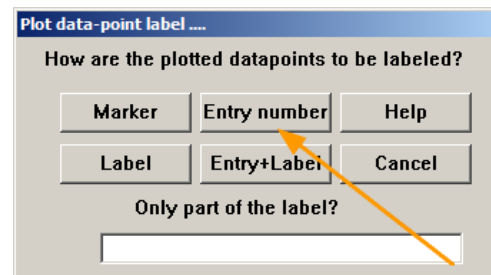 Plot data-point label ....
How are the plotted datapoints to be labeled?
Marker Entry number Help
Label Entry+Label Cancel
Only part of the label?